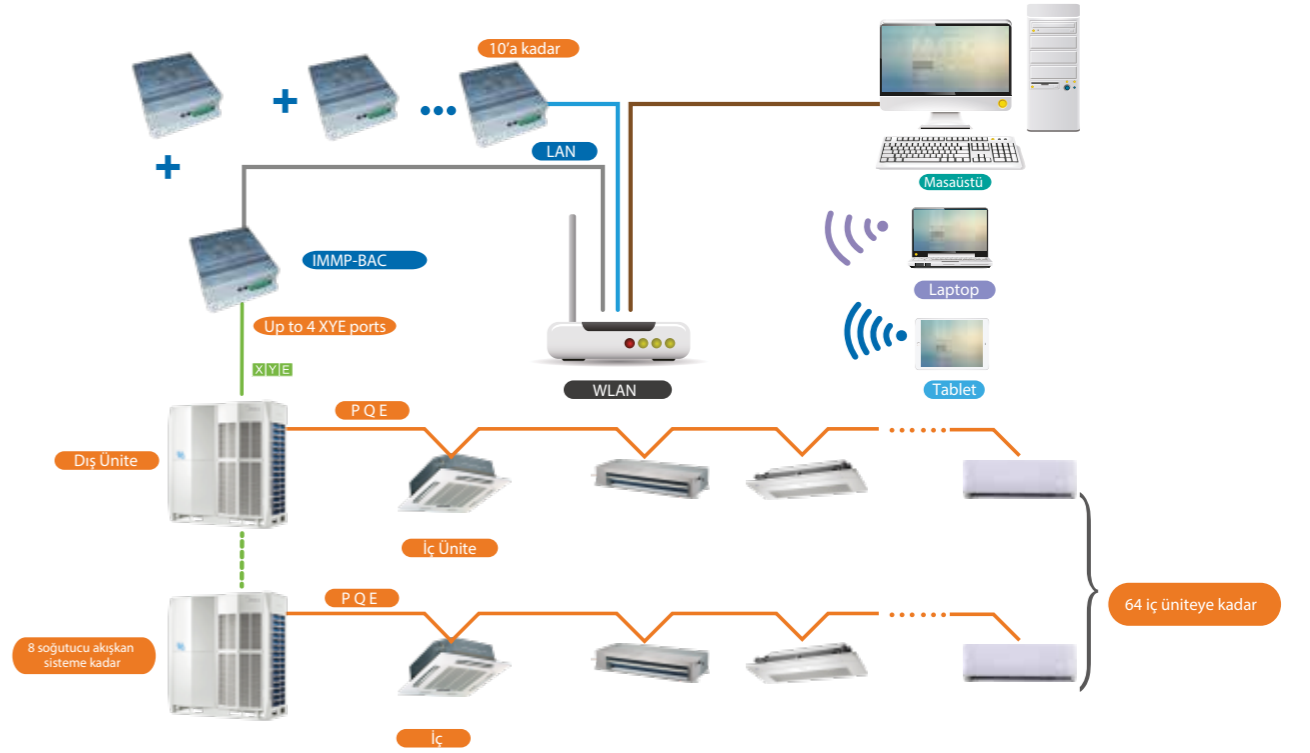 10'a kadar
LAN
Masaüstü
IMMP-BAC
Laptop
Up to 4 XYE ports
X Y E
WLAN
Tablet
P Q E
Dış Ünite
İç Ünite
P Q E
64 iç üniteye kadar
8 soğutucu akışkan
sisteme kadar
İç